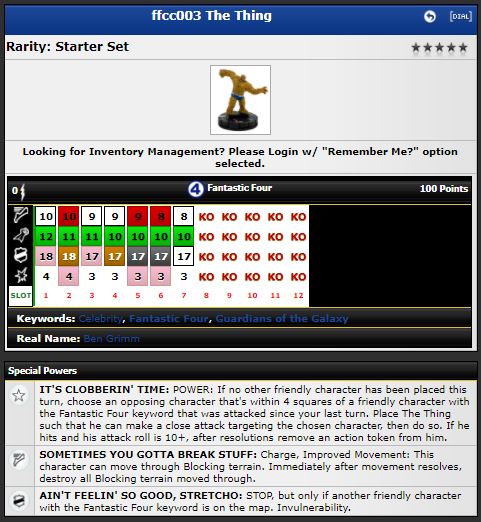 ffcc003 The Thing
[DIAL]
Rarity: Starter Set
Looking for Inventory Management? Please Login w/ "Remember Me?" option
selected.
0 4 Fantastic Four 100 Points
10 10 9 9 9 8 8 KO KO KO KO KO
12 11 11 10 10 10 10 KO KO KO KO KO
18 18 17 17 17 17 17 KO KO KO KO KO
4 4 3 3 3 3 3 KO KO KO KO KO
SLOT 1 2 3 4 5 6 7 8 9 10 11 12
Keywords: Celebrity, Fantastic Four, Guardians of the Galaxy
Real Name: Ben Grimm
Special Powers
IT'S CLOBBERIN' TIME: POWER: If no other friendly character has been placed this
turn, choose an opposing character that's within 4 squares of a friendly character with
the Fantastic Four keyword that was attacked since your last turn. Place The Thing
such that he can make a close attack targeting the chosen character, then do so. If he
hits and his attack roll is 10+, after resolutions remove an action token from him.
SOMETIMES YOU GOTTA BREAK STUFF: Charge, Improved Movement: This
character can move through Blocking terrain. Immediately after movement resolves,
destroy all Blocking terrain moved through.
AIN'T FEELIN' SO GOOD, STRETCHO: STOP, but only if another friendly character
with the Fantastic Four keyword is on the map. Invulnerability.